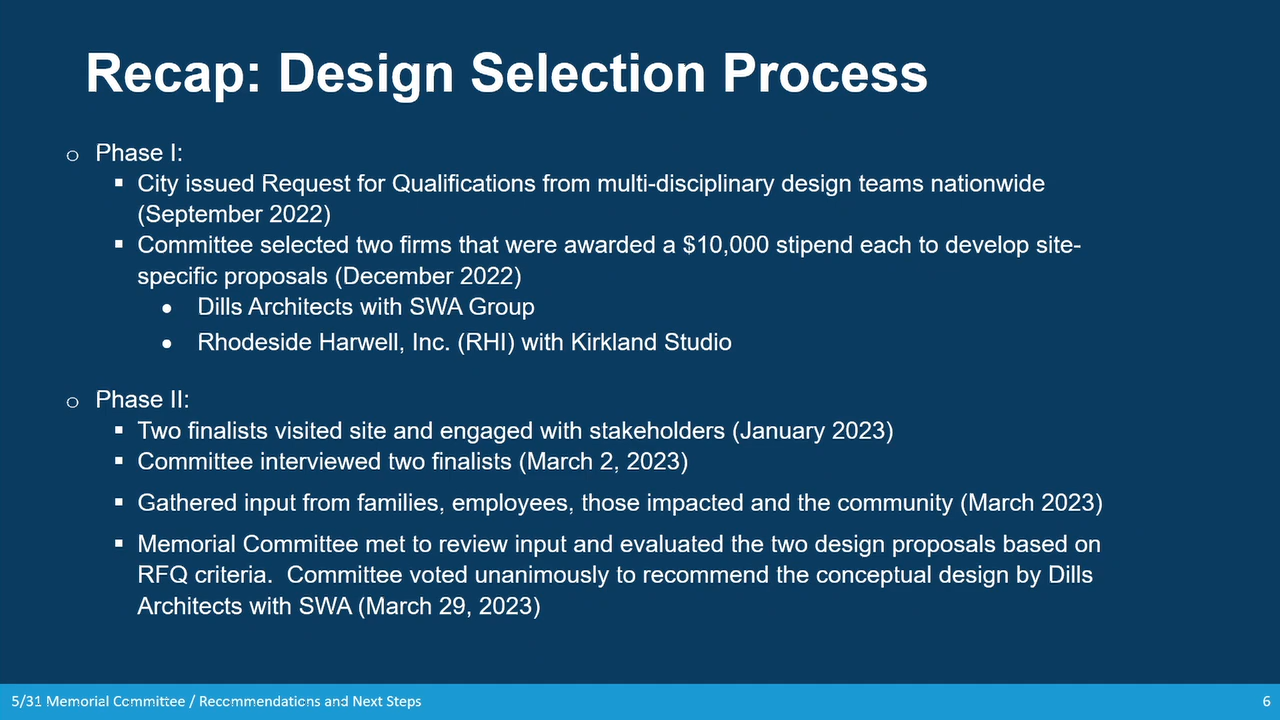 Recap: Design Selection Process
o Phase I:
▪ City issued Request for Qualifications from multi-disciplinary design teams nationwide
(September 2022)
▪ Committee selected two firms that were awarded a $10,000 stipend each to develop site-
specific proposals (December 2022)
• Dills Architects with SWA Group
• Rhodeside Harwell, Inc. (RHI) with Kirkland Studio
o Phase II:
▪ Two finalists visited site and engaged with stakeholders (January 2023)
▪ Committee interviewed two finalists (March 2, 2023)
▪ Gathered input from families, employees, those impacted and the community (March 2023)
▪ Memorial Committee met to review input and evaluated the two design proposals based on
RFQ criteria.  Committee voted unanimously to recommend the conceptual design by Dills
Architects with SWA (March 29, 2023)
5/31 Memorial Committee / Recommendations and Next Steps
6